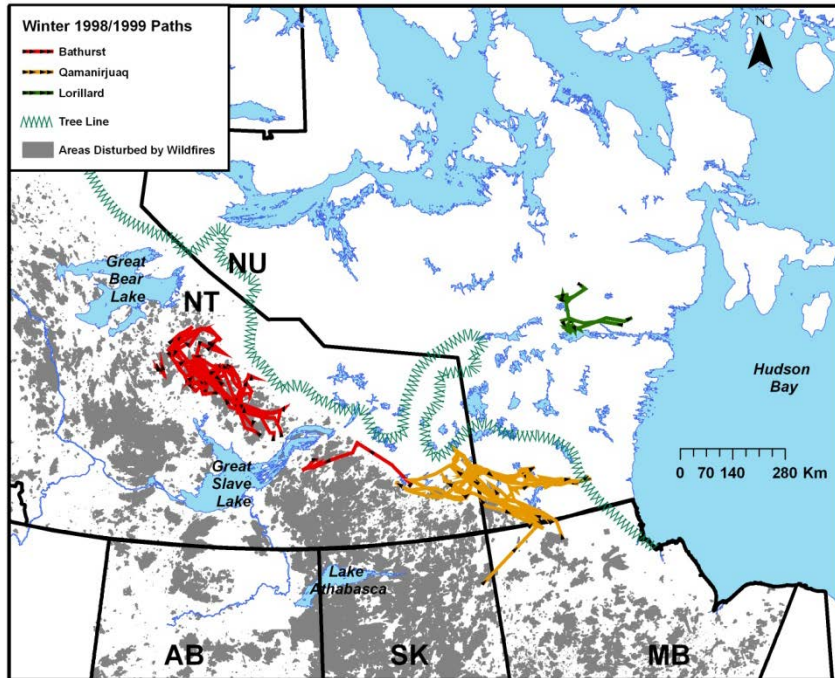 Winter 1998/1999 Paths
Bathurst
Qamanirjuaq
Lorillard
Tree Line
Areas Disturbed by Wildfires
N
NU
Great
Bear
Lake
NT
Hudson
Bay
Great
Slave
Lake
0 70 140 280 Km
Lake
Athabasca
AB
SK
MB